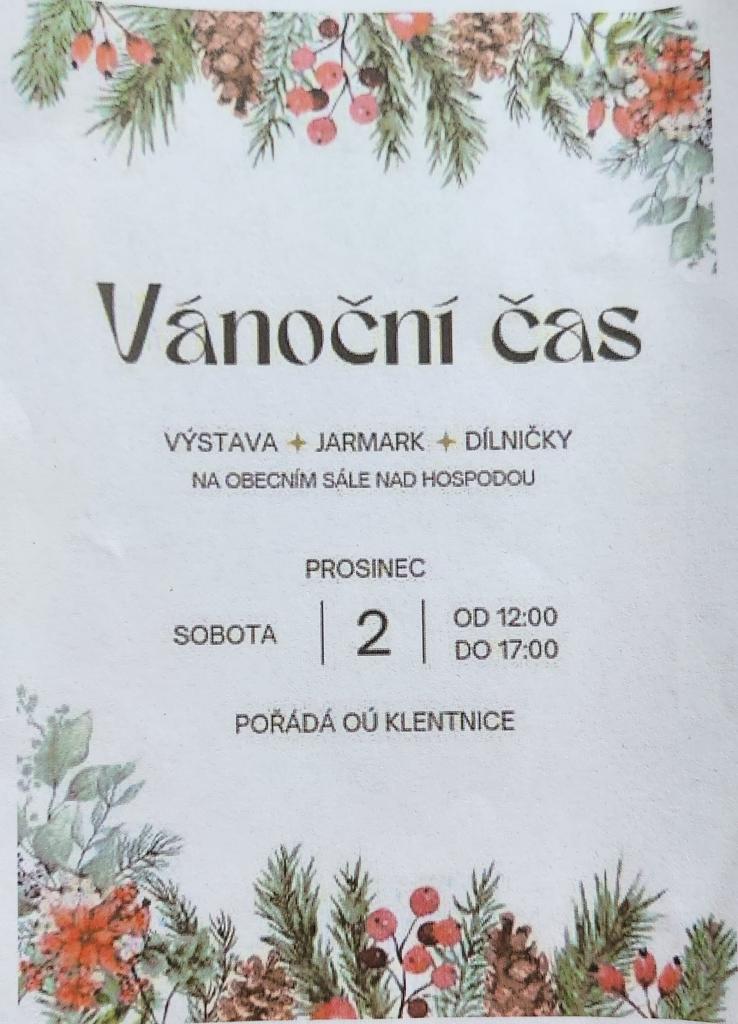 Vánoční čas
VÝSTAVA ✦ JARMARK ✦ DÍLNIČKY
NA OBECNÍM SÁLE NAD HOSPODOU
PROSINEC
SOBOTA | 2 | OD 12:00
DO 17:00
POŘÁDÁ OÚ KLENTNICE